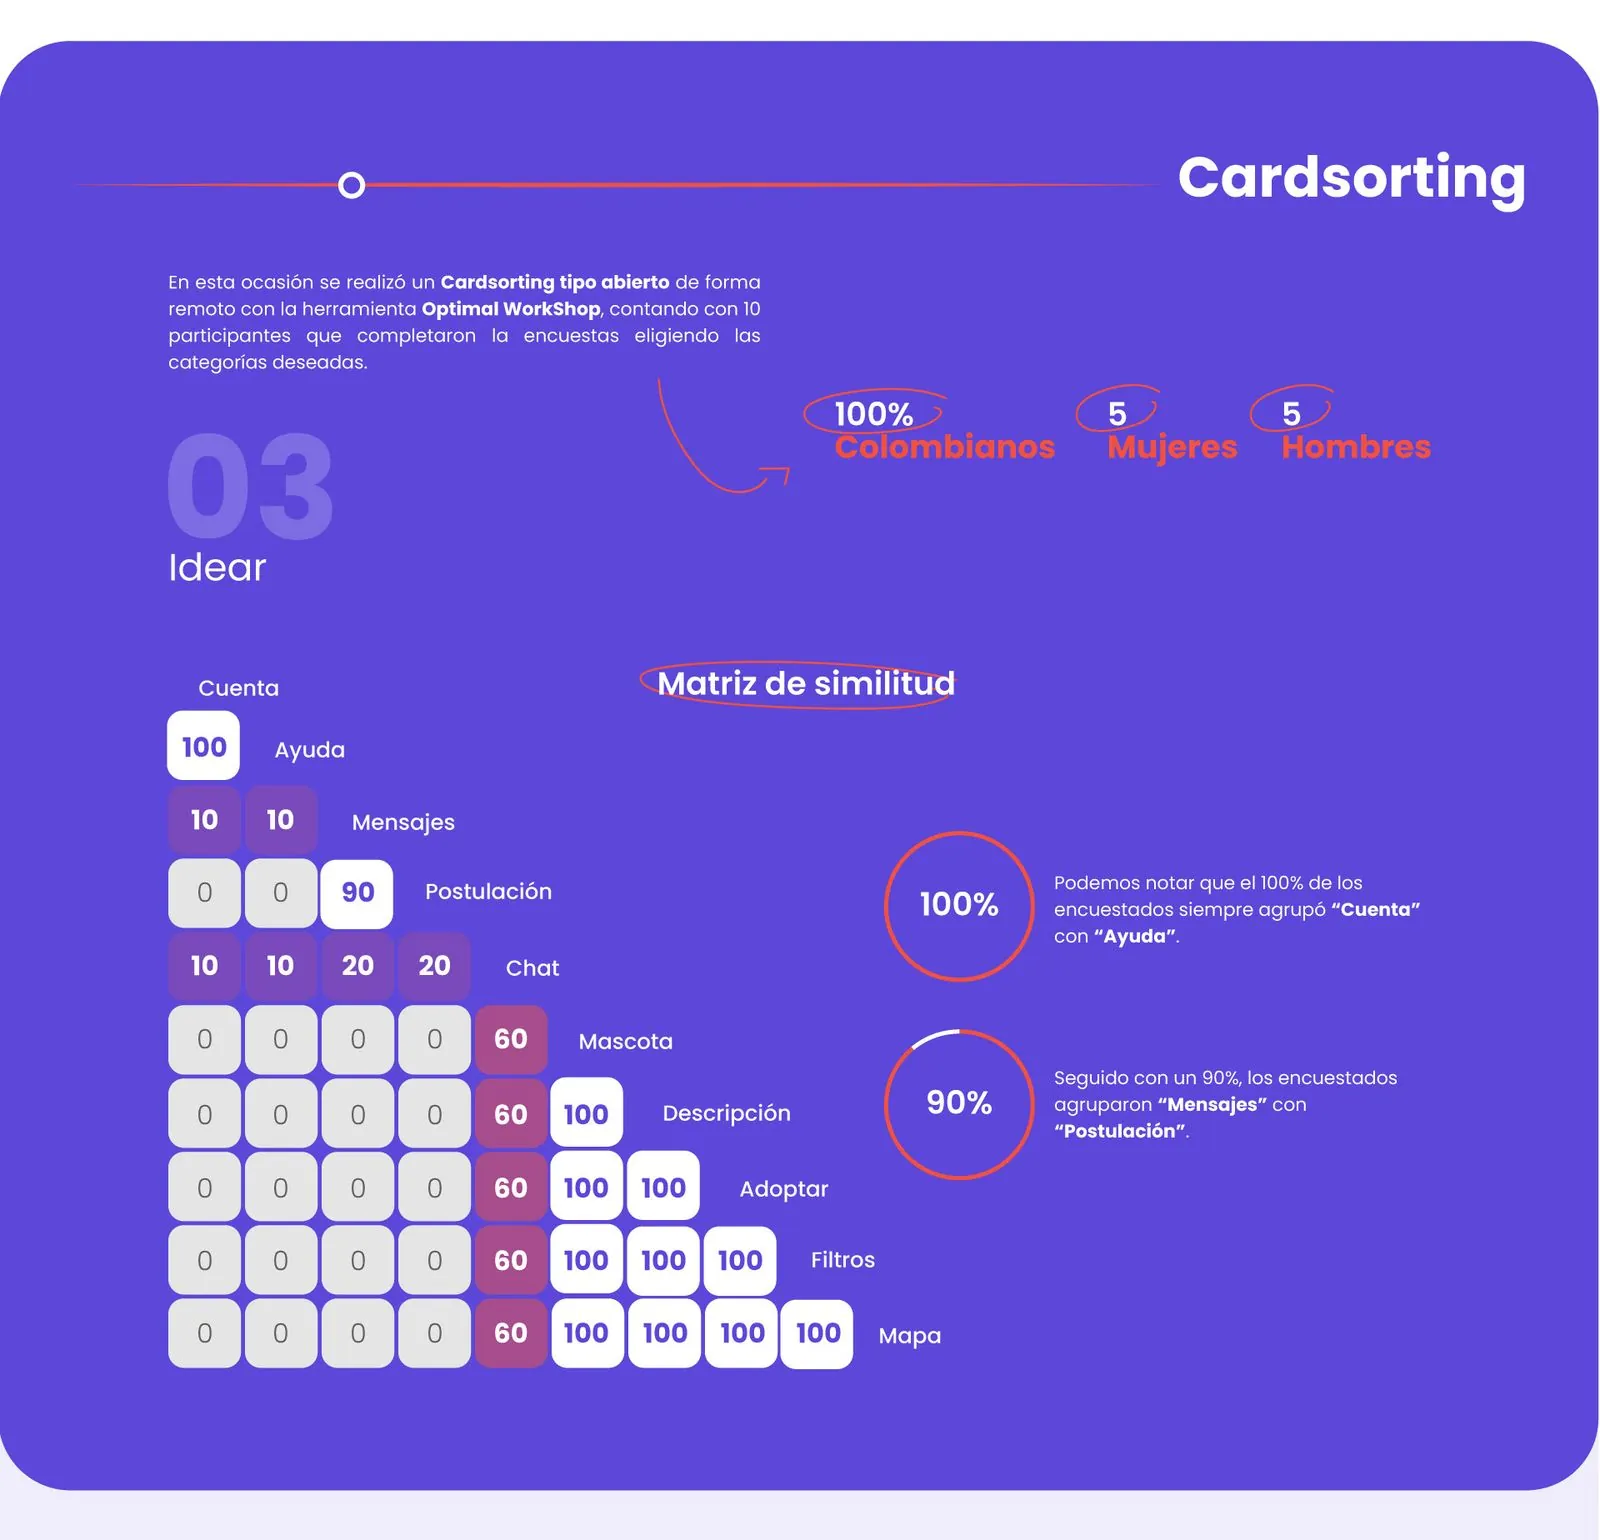 Cardsorting
En esta ocasión se realizó un Cardsorting tipo abierto de forma
remoto con la herramienta Optimal WorkShop, contando con 10
participantes que completaron la encuestas eligiendo las
categorías deseadas.
100%
Colombianos
5
Mujeres
5
Hombres
03
Idear
Matriz de similitud
Cuenta
100 Ayuda
10 10 Mensajes
0 0 90 Postulación
10 10 20 20 Chat
0 0 0 0 60 Mascota
0 0 0 0 60 100 Descripción
0 0 0 0 60 100 100 Adoptar
0 0 0 0 60 100 100 100 Filtros
0 0 0 0 60 100 100 100 100 Mapa
100%
Podemos notar que el 100% de los
encuestados siempre agrupó “Cuenta”
con “Ayuda”.
90%
Seguido con un 90%, los encuestados
agruparon “Mensajes” con
“Postulación”.